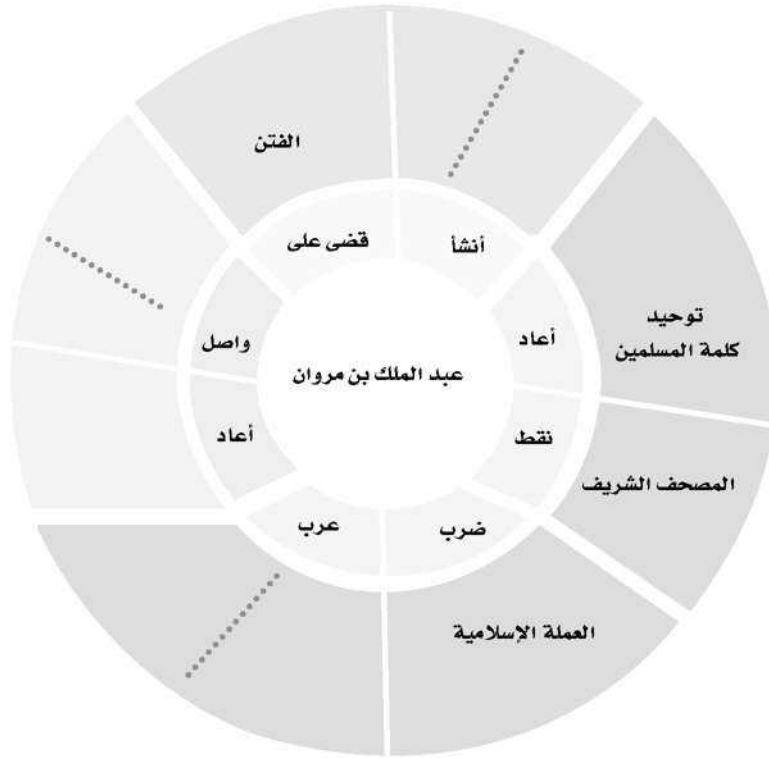 الفتن
قضى على
أنشأ
واصل
أعاد
توحيد
كلمة المسلمين
عبد الملك بن مروان
أعاد
نقط
المصحف الشريف
عرب
ضرب
العملة الإسلامية